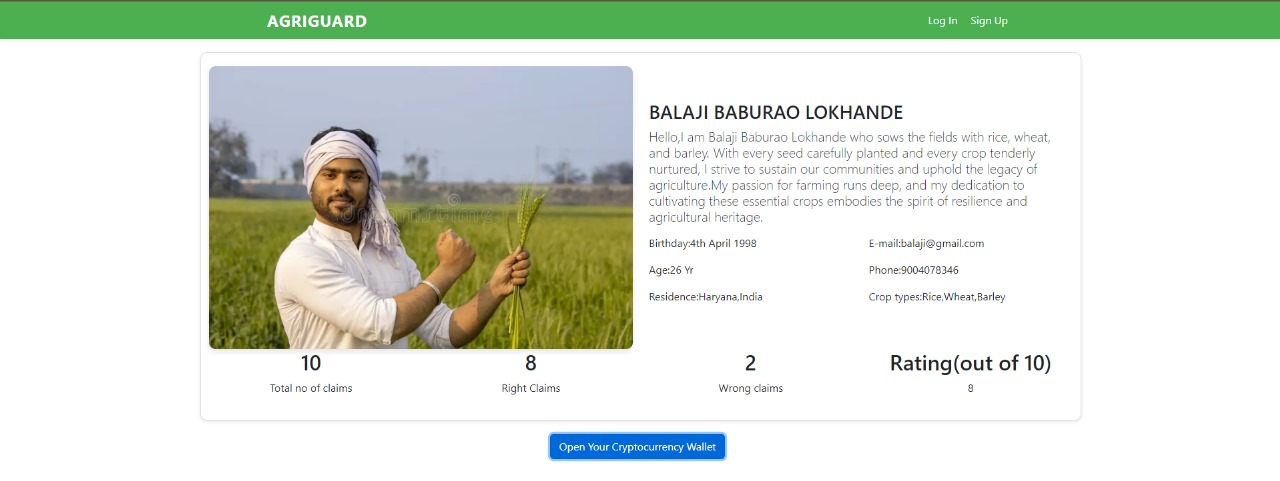 AGRIGUARD
Log In Sign Up
BALAJI BABURAO LOKHANDE
Hello,I am Balaji Baburao Lokhande who sows the fields with rice, wheat,
and barley. With every seed carefully planted and every crop tenderly
nurtured, I strive to sustain our communities and uphold the legacy of
agriculture.My passion for farming runs deep, and my dedication to
cultivating these essential crops embodies the spirit of resilience and
agricultural heritage.
Birthday:4th April 1998 E-mail:balaji@gmail.com
Age:26 Yr Phone:9004078346
Residence:Haryana,India Crop types:Rice,Wheat,Barley
dreamstime
10 8 2 Rating(out of 10)
Total no of claims Right Claims Wrong claims 8
Open Your Cryptocurrency Wallet